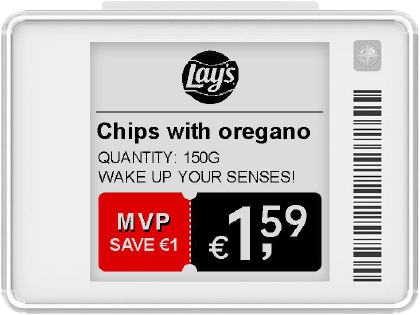 Lay's
Chips with oregano
QUANTITY: 150G
WAKE UP YOUR SENSES!
MVP
SAVE €1
€1,59